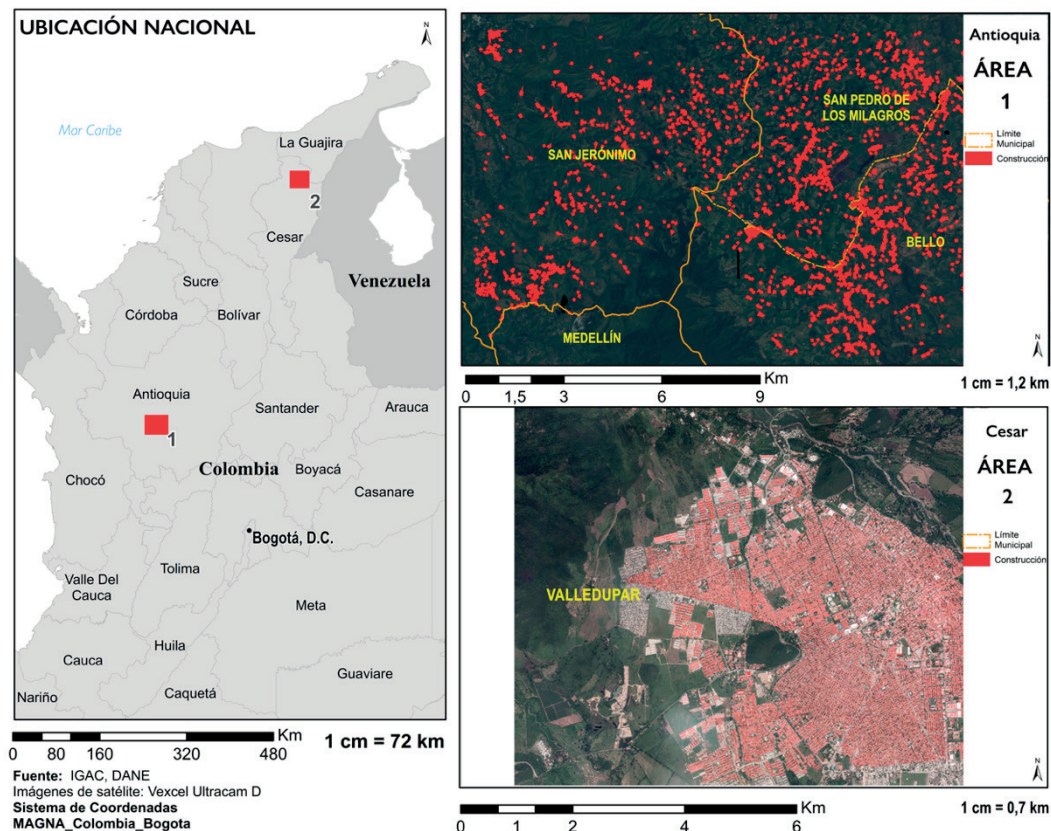 UBICACIÓN NACIONAL
N
Mar Caribe
La Guajira
2
Cesar
Venezuela
Sucre
Córdoba
Bolívar
Antioquia
1
Santander
Arauca
Colombia
Chocó
Boyacá
Casanare
Bogotá, D.C.
Tolima
Valle Del
Cauca
Meta
Huila
Cauca
Guaviare
Nariño
Caquetá
Km
0 80 160 320 480
1 cm = 72 km
Fuente: IGAC, DANE
Imágenes de satélite: Vexcel Ultracam D
Sistema de Coordenadas
MAGNA_Colombia_Bogota
SAN PEDRO DE
LOS MILAGROS
SAN JERÓNIMO
BELLO
MEDELLÍN
Antioquia
ÁREA
1
Límite
Municipal
Construcción
N
Km
0 1,5 3 6 9
1 cm = 1,2 km
VALLEDUPAR
Cesar
ÁREA
2
Límite
Municipal
Construcción
N
Km
0 1 2 4 6
1 cm = 0,7 km